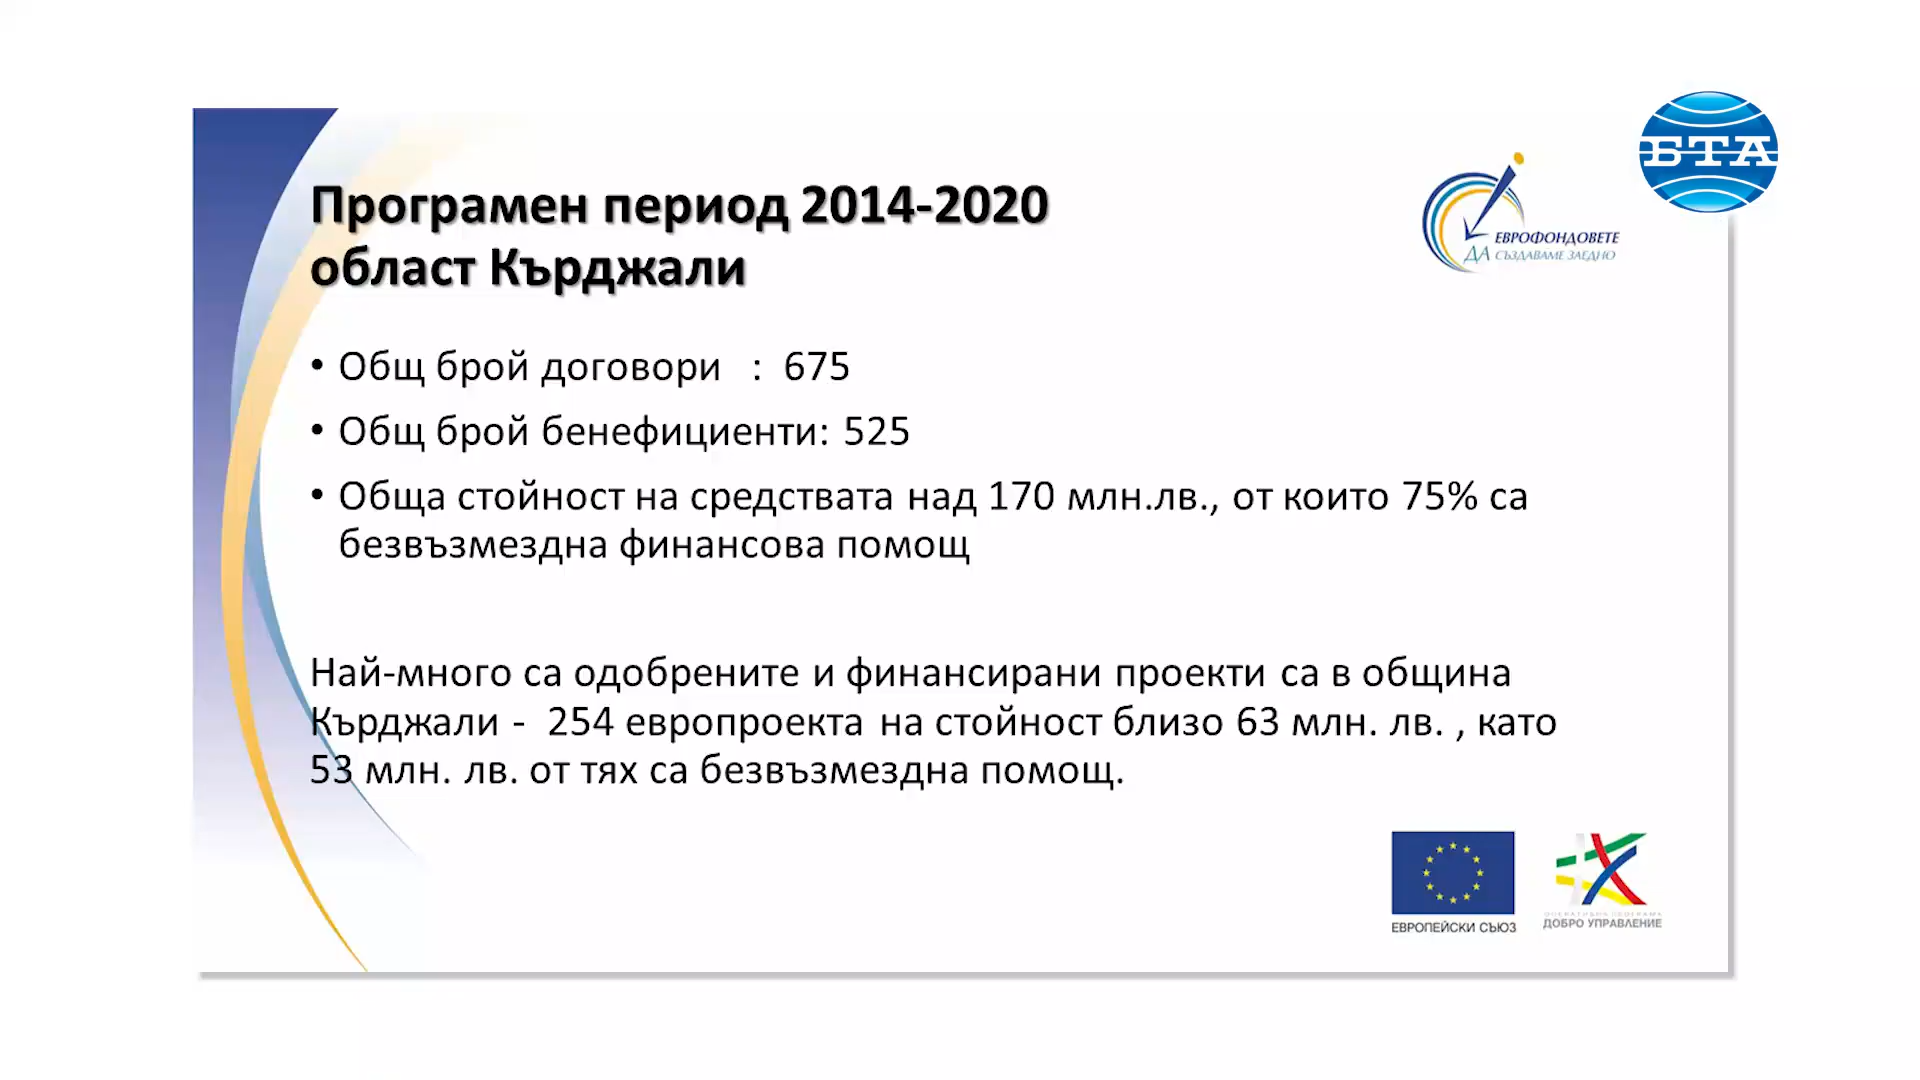 БТА
Програмен период 2014-2020
област Кърджали
ЕВРОФОНДОВЕТЕ
ДА СЪЗДАВАМЕ ЗАЕДНО
• Общ брой договори : 675
• Общ брой бенефициенти: 525
• Обща стойност на средствата над 170 млн.лв., от които 75% са
безвъзмездна финансова помощ
Най-много са одобрените и финансирани проекти са в община
Кърджали - 254 европроекта на стойност близо 63 млн. лв. , като
53 млн. лв. от тях са безвъзмездна помощ.
ЕВРОПЕЙСКИ СЪЮЗ
ОПЕРАТИВНА ПРОГРАМА
ДОБРО УПРАВЛЕНИЕ